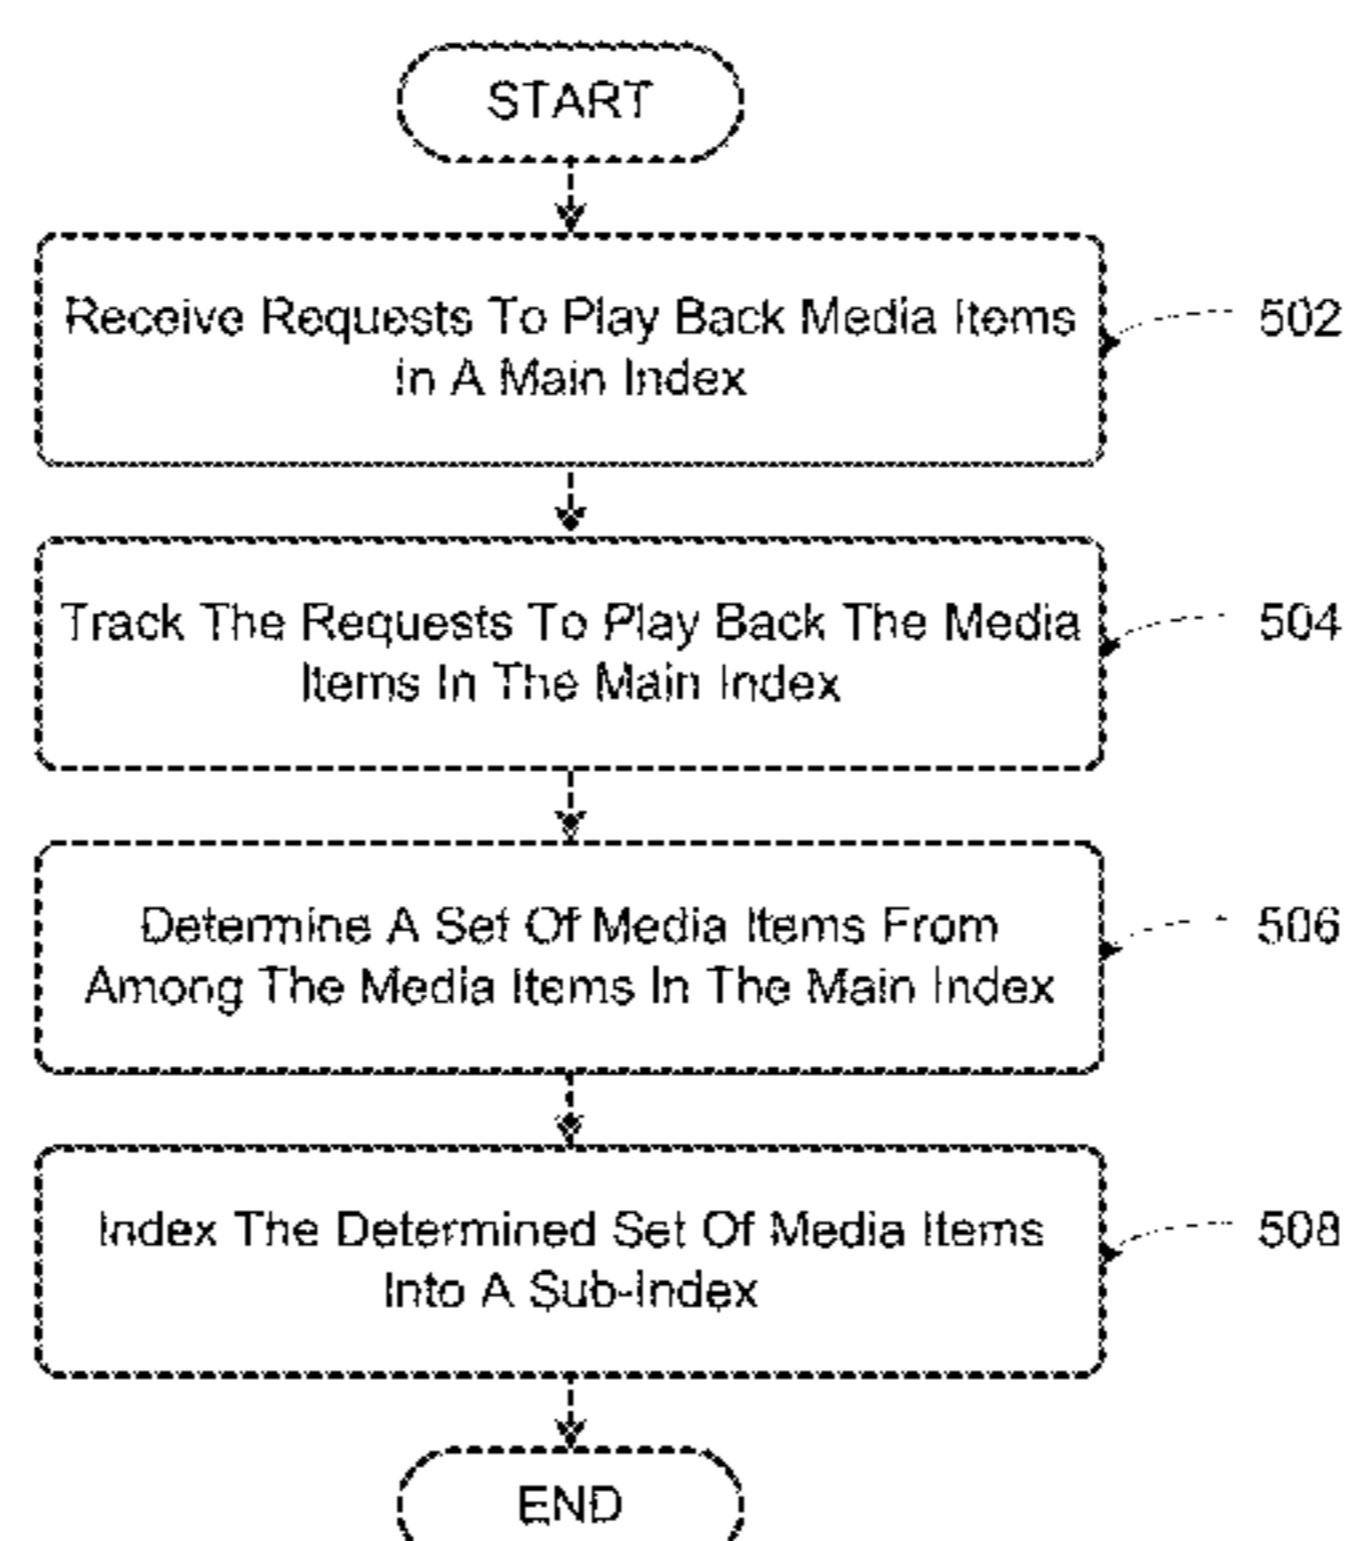 START
Receive Requests To Play Back Media Items
In A Main Index
502
Track The Requests To Play Back The Media
Items In The Main Index
504
Determine A Set Of Media Items From
Among The Media Items In The Main Index
506
Index The Determined Set Of Media Items
Into A Sub-Index
508
END